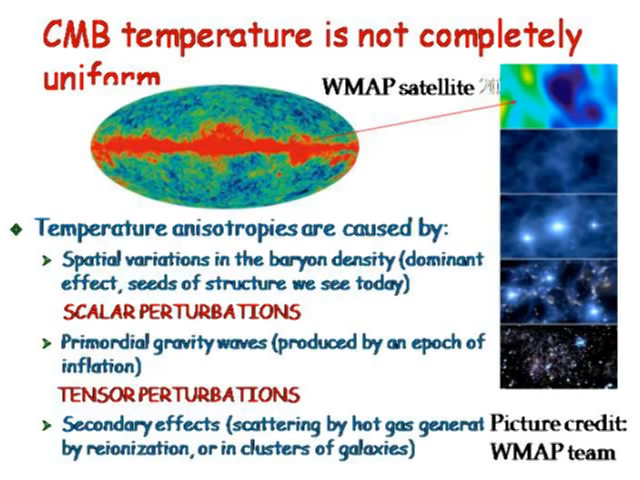 CMB temperature is not completely
uniform
WMAP satellite
❖ Temperature anisotropies are caused by:
➢ Spatial variations in the baryon density (dominant
effect, seeds of structure we see today)
SCALAR PERTURBATIONS
➢ Primordial gravity waves (produced by an epoch of
inflation)
TENSOR PERTURBATIONS
➢ Secondary effects (scattering by hot gas generat
by reionization, or in clusters of galaxies)
Picture credit:
WMAP team